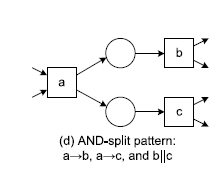 b
a
c
(d) AND-split pattern:
a→b, a→c, and b||c